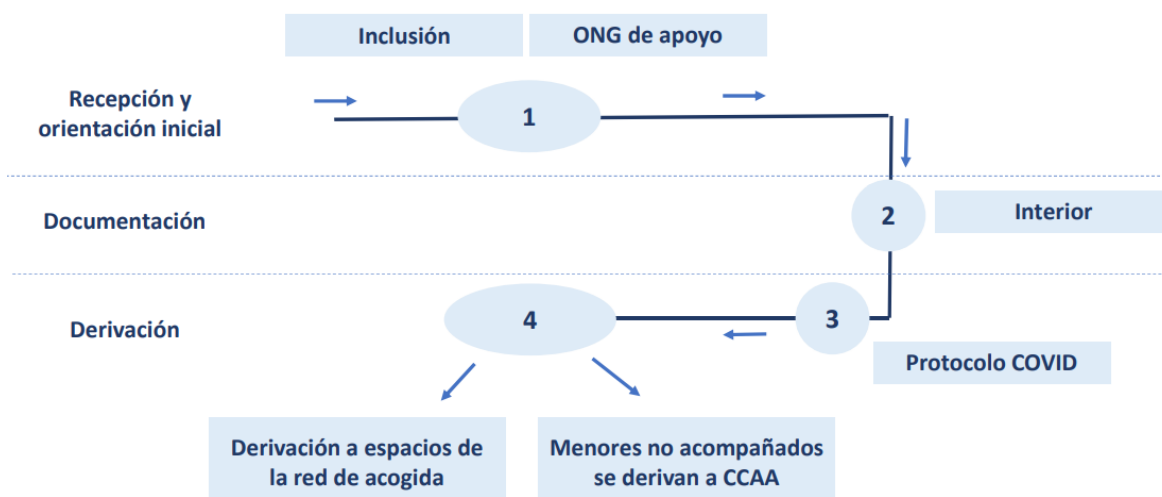 Inclusión
ONG de apoyo
Recepción y
orientación inicial
1
Documentación
2
Interior
Derivación
4
3
Protocolo COVID
Derivación a espacios de
la red de acogida
Menores no acompañados
se derivan a CCAA